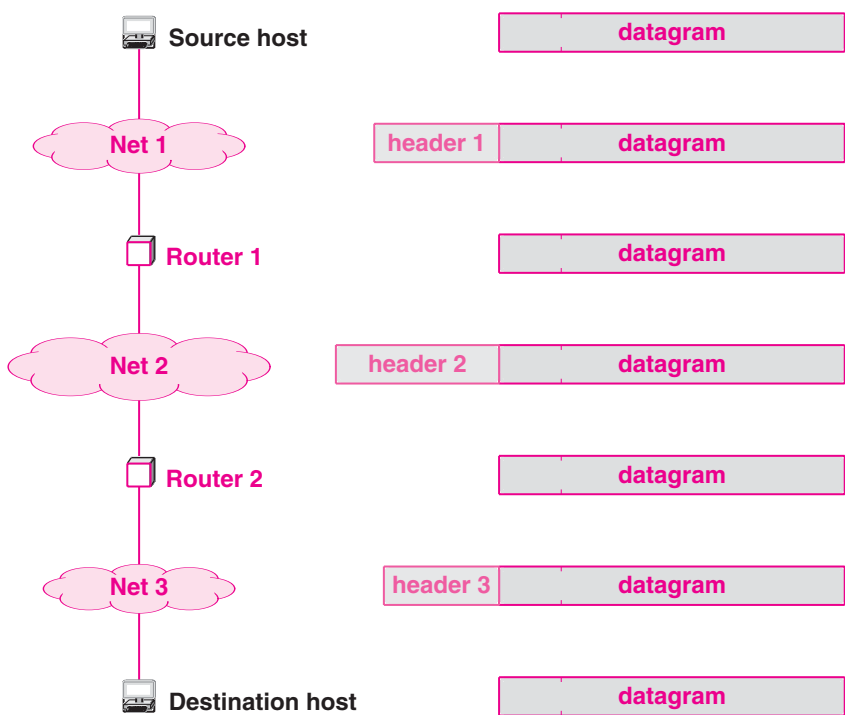 Source host datagram
Net 1 header 1 datagram
Router 1 datagram
Net 2 header 2 datagram
Router 2 datagram
Net 3 header 3 datagram
Destination host datagram